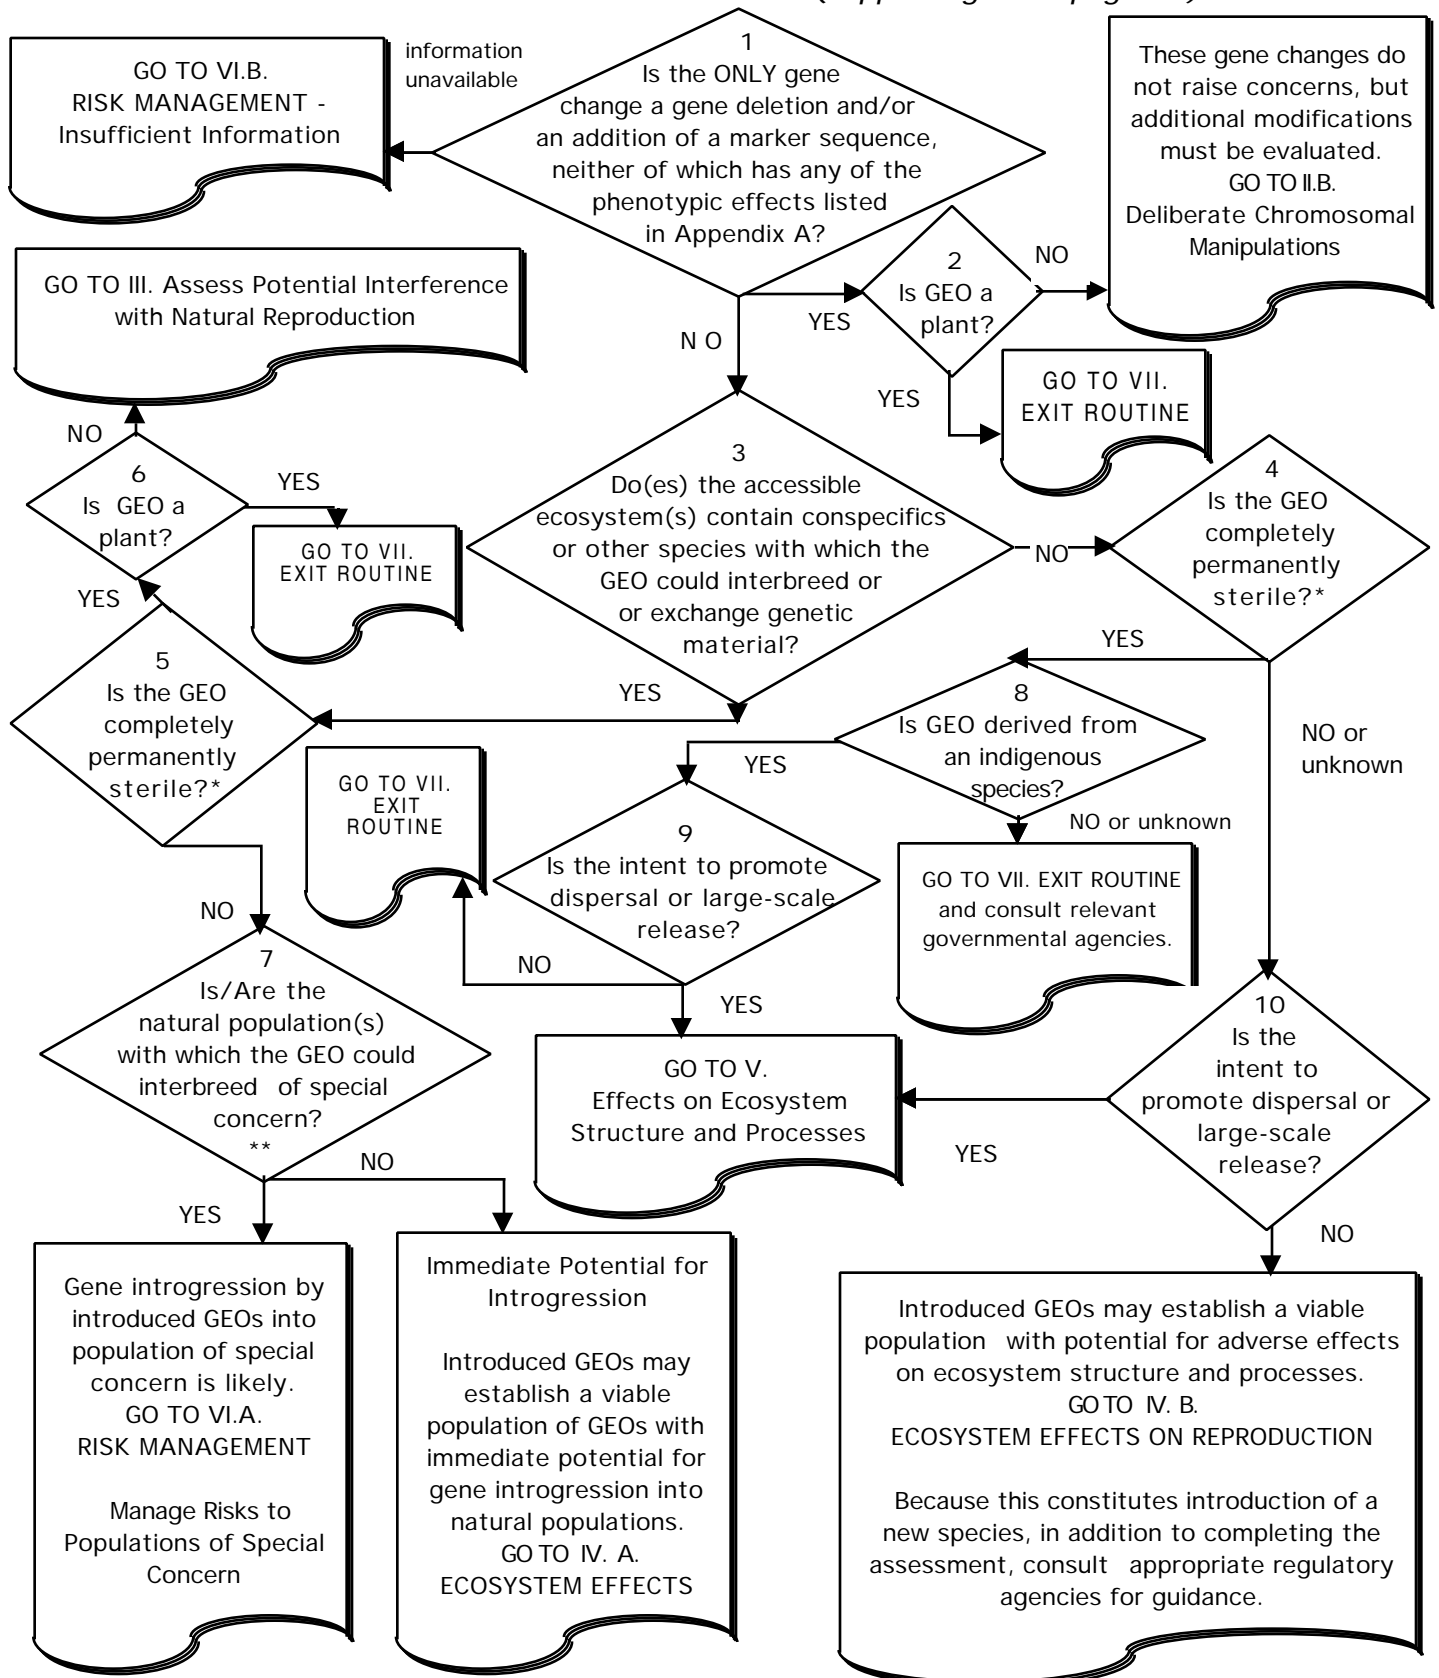 information
unavailable
GO TO VI.B.
RISK MANAGEMENT -
Insufficient Information
1
Is the ONLY gene
change a gene deletion and/or
an addition of a marker sequence,
neither of which has any of the
phenotypic effects listed
in Appendix A?
These gene changes do
not raise concerns, but
additional modifications
must be evaluated.
GO TO II.B.
Deliberate Chromosomal
Manipulations
GO TO III. Assess Potential Interference
with Natural Reproduction
2
Is GEO a
plant?
NO
YES
N O
YES
GO TO VII.
EXIT ROUTINE
NO
6
Is GEO a
plant?
YES
GO TO VII.
EXIT ROUTINE
YES
3
Do(es) the accessible
ecosystem(s) contain conspecifics
or other species with which the
GEO could interbreed or
or exchange genetic
material?
NO
4
Is the GEO
completely
permanently
sterile?*
YES
YES
5
Is the GEO
completely
permanently
sterile?*
8
Is GEO derived from
an indigenous
species?
NO or
unknown
YES
GO TO VII.
EXIT
ROUTINE
9
Is the intent to promote
dispersal or large-scale
release?
NO or unknown
GO TO VII. EXIT ROUTINE
and consult relevant
governmental agencies.
NO
NO
YES
7
Is/Are the
natural population(s)
with which the GEO could
interbreed of special
concern?
**
GO TO V.
Effects on Ecosystem
Structure and Processes
10
Is the
intent to
promote dispersal or
large-scale
release?
YES
NO
YES
NO
Gene introgression by
introduced GEOs into
population of special
concern is likely.
GO TO VI.A.
RISK MANAGEMENT
Manage Risks to
Populations of Special
Concern
Immediate Potential for
Introgression
Introduced GEOs may
establish a viable
population of GEOs with
immediate potential for
gene introgression into
natural populations.
GO TO IV. A.
ECOSYSTEM EFFECTS
Introduced GEOs may establish a viable
population with potential for adverse effects
on ecosystem structure and processes.
GO TO IV. B.
ECOSYSTEM EFFECTS ON REPRODUCTION
Because this constitutes introduction of a
new species, in addition to completing the
assessment, consult appropriate regulatory
agencies for guidance.